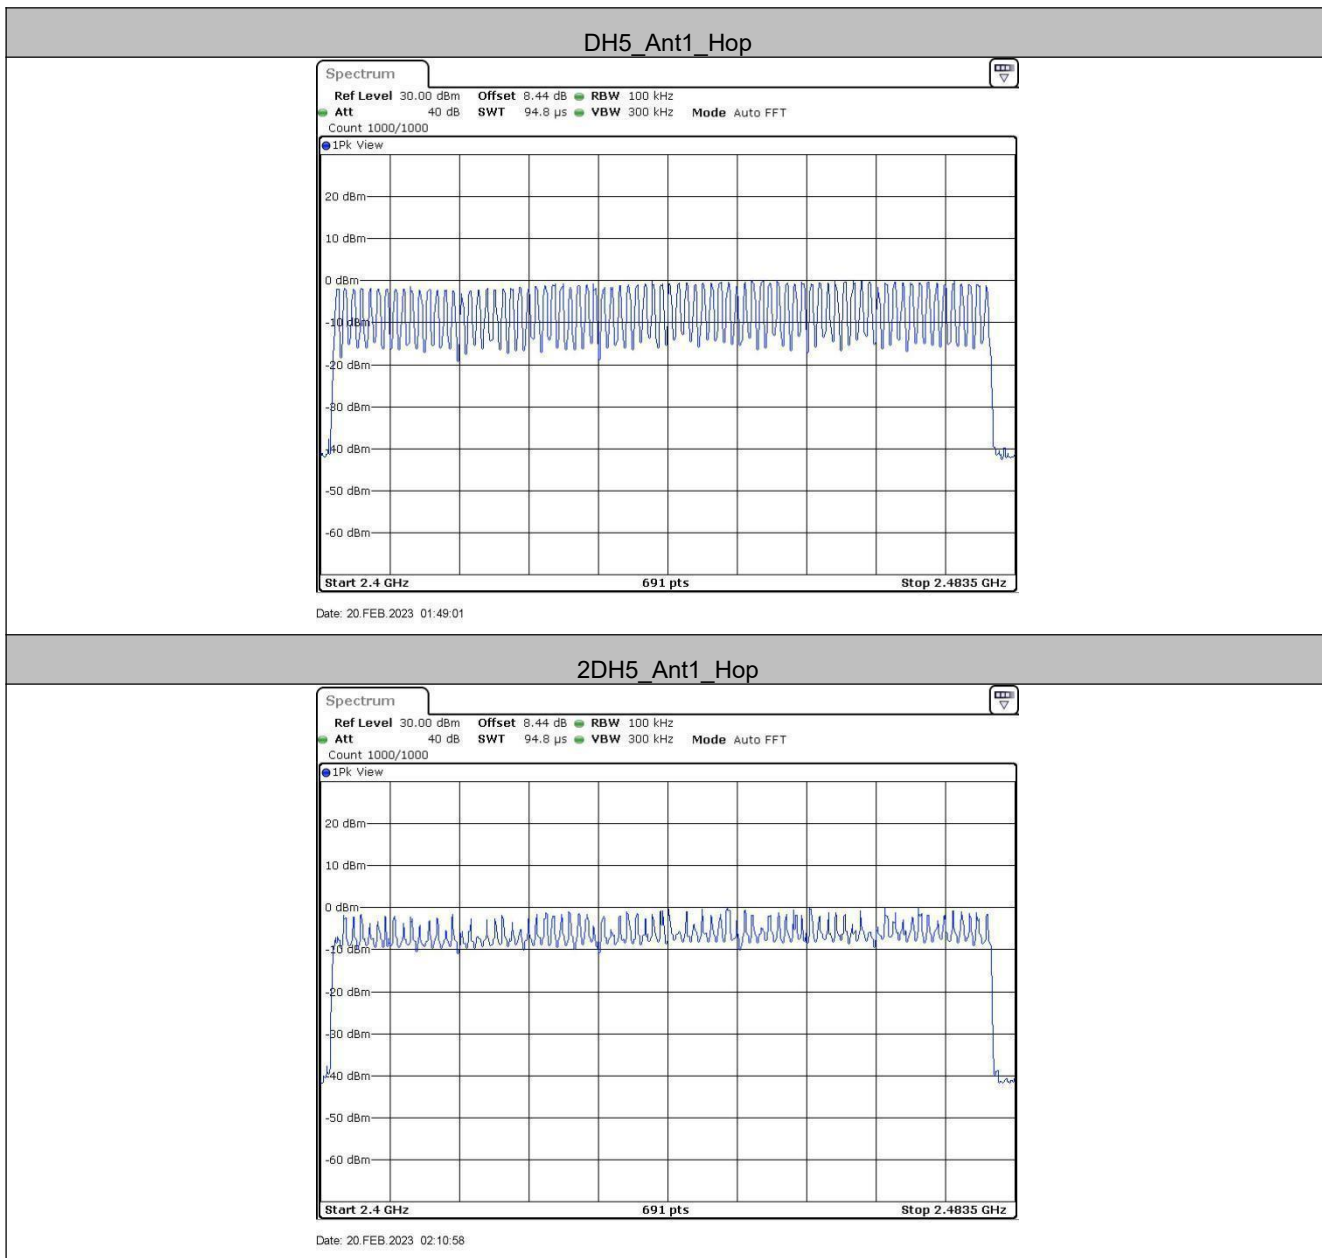 DH5_Ant1_Hop
Spectrum
Ref Level 30.00 dBm Offset 8.44 dB RBW 100 kHz
Att 40 dB SWT 94.8 µs VBW 300 kHz Mode Auto FFT
Count 1000/1000
1Pk View
20 dBm
10 dBm
0 dBm
-10 dBm
-20 dBm
-30 dBm
-40 dBm
-50 dBm
-60 dBm
Start 2.4 GHz 691 pts Stop 2.4835 GHz
Date: 20.FEB.2023 01:49:01
2DH5_Ant1_Hop
Spectrum
Ref Level 30.00 dBm Offset 8.44 dB RBW 100 kHz
Att 40 dB SWT 94.8 µs VBW 300 kHz Mode Auto FFT
Count 1000/1000
1Pk View
20 dBm
10 dBm
0 dBm
-10 dBm
-20 dBm
-30 dBm
-40 dBm
-50 dBm
-60 dBm
Start 2.4 GHz 691 pts Stop 2.4835 GHz
Date: 20.FEB.2023 02:10:58